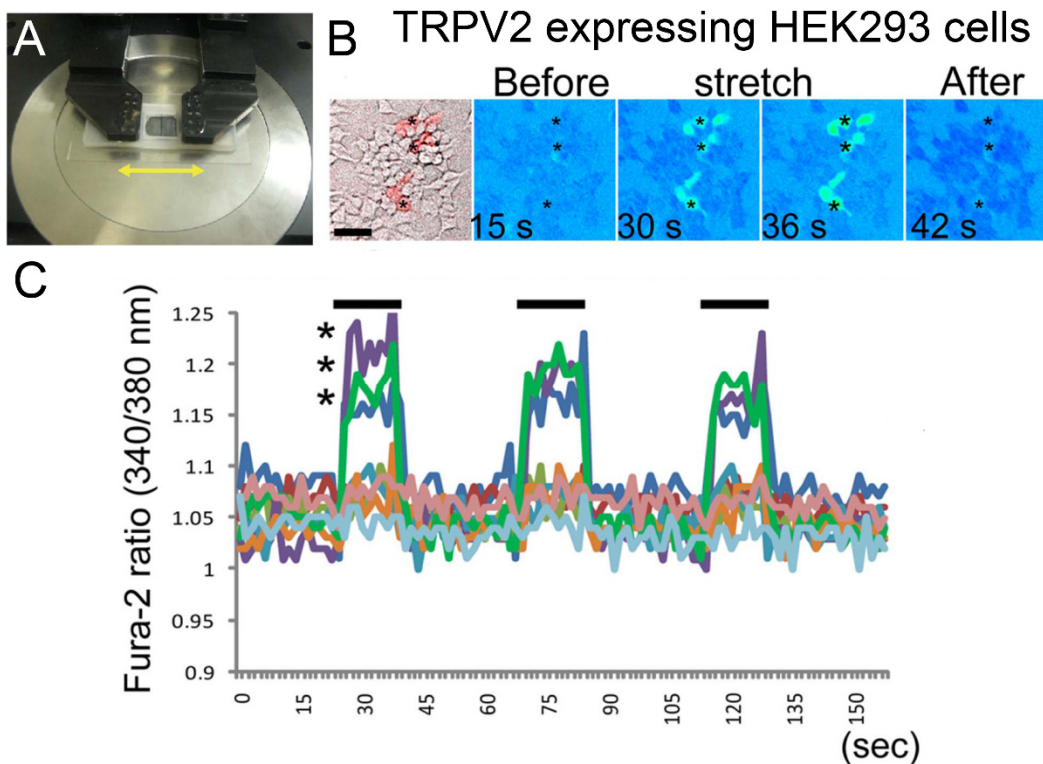 A
B
TRPV2 expressing HEK293 cells
Before stretch After
* * * * *
* * * * *
* * * * *
15 s 30 s 36 s 42 s
C
Fura-2 ratio (340/380 nm)
1.25
*
1.2
*
1.15
*
1.1
1.05
1
0.95
0.9
0 15 30 45 60 75 90 105 120 135 150
(sec)